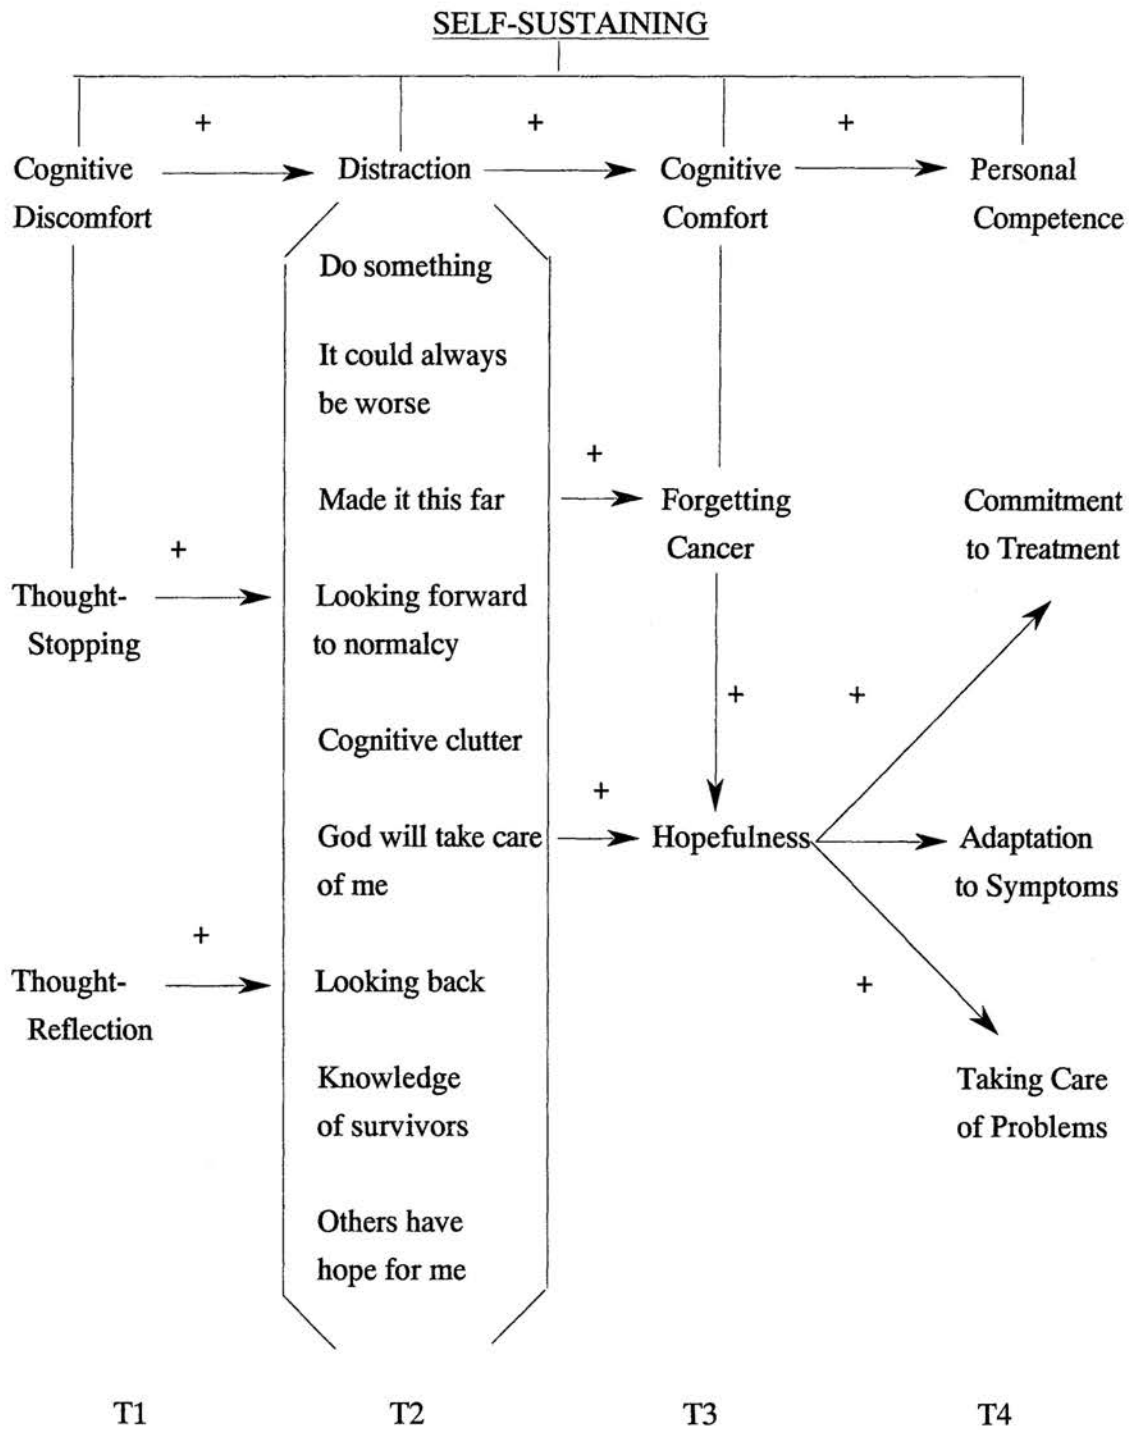 SELF-SUSTAINING
+ + +
Cognitive Distraction Cognitive Personal
Discomfort Comfort Competence
Do something
It could always
be worse
+
Made it this far Forgetting Commitment
Cancer to Treatment
+
Thought- Looking forward
Stopping to normalcy
+ +
Cognitive clutter
+
God will take care Hopefulness Adaptation
of me to Symptoms
+
Thought- Looking back +
Reflection
Knowledge Taking Care
of survivors of Problems
Others have
hope for me
T1 T2 T3 T4